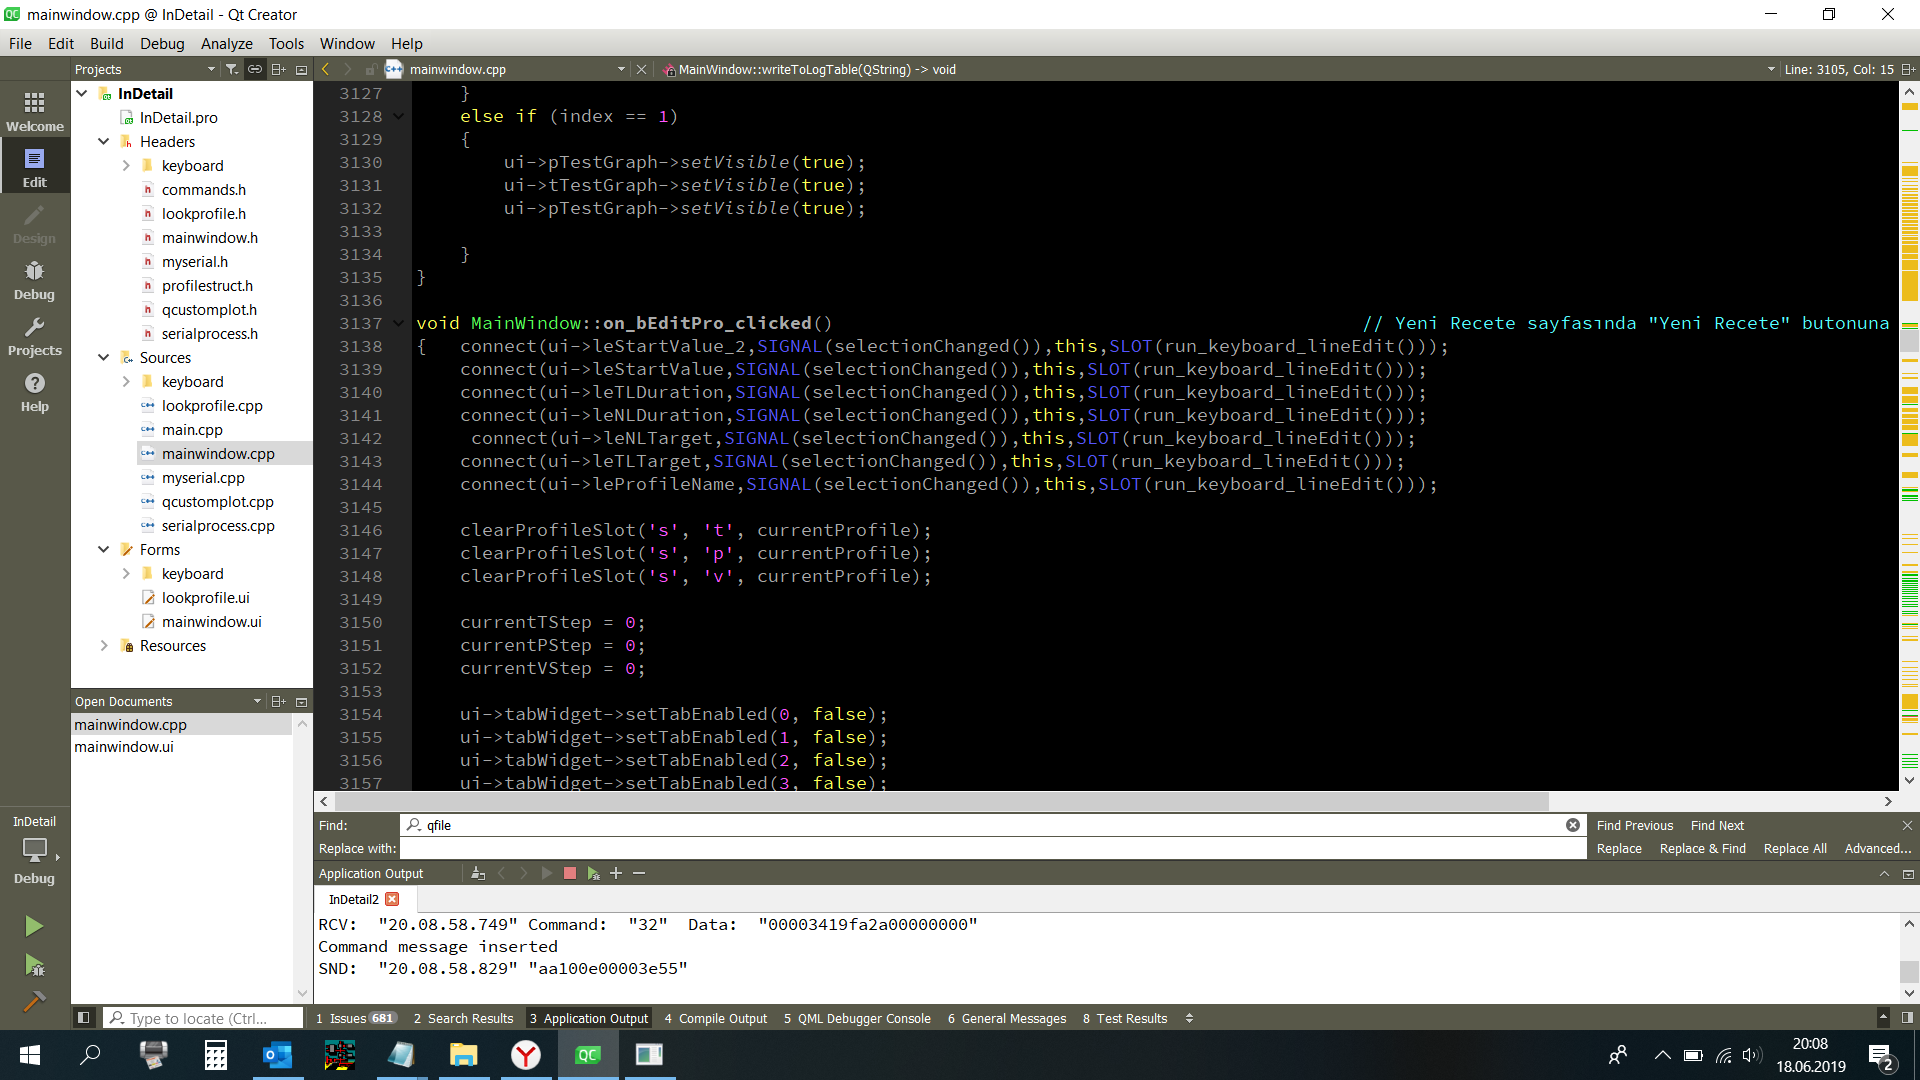 mainwindow.cpp @ InDetail - Qt Creator
File Edit Build Debug Analyze Tools Window Help
Projects
mainwindow.cpp
MainWindow::writeToLogTable(QString) -> void
Line: 3105, Col: 15
Welcome
Edit
Design
Debug
Projects
Help
InDetail
Debug
InDetail
InDetail.pro
Headers
keyboard
commands.h
lookprofile.h
mainwindow.h
myserial.h
profilestruct.h
qcustomplot.h
serialprocess.h
Sources
keyboard
lookprofile.cpp
main.cpp
mainwindow.cpp
myserial.cpp
qcustomplot.cpp
serialprocess.cpp
Forms
keyboard
lookprofile.ui
mainwindow.ui
Resources
Open Documents
mainwindow.cpp
mainwindow.ui
3127 }
3128 else if (index == 1)
3129 {
3130 ui->pTestGraph->setVisible(true);
3131 ui->tTestGraph->setVisible(true);
3132 ui->pTestGraph->setVisible(true);
3133
3134 }
3135 }
3136
3137 void MainWindow::on_bEditPro_clicked() // Yeni Recete sayfasında "Yeni Recete" butonuna
3138 { connect(ui->leStartValue_2,SIGNAL(selectionChanged()),this,SLOT(run_keyboard_lineEdit()));
3139 connect(ui->leStartValue,SIGNAL(selectionChanged()),this,SLOT(run_keyboard_lineEdit()));
3140 connect(ui->leTLDuration,SIGNAL(selectionChanged()),this,SLOT(run_keyboard_lineEdit()));
3141 connect(ui->leNLDuration,SIGNAL(selectionChanged()),this,SLOT(run_keyboard_lineEdit()));
3142 connect(ui->leNLTarget,SIGNAL(selectionChanged()),this,SLOT(run_keyboard_lineEdit()));
3143 connect(ui->leTLTarget,SIGNAL(selectionChanged()),this,SLOT(run_keyboard_lineEdit()));
3144 connect(ui->leProfileName,SIGNAL(selectionChanged()),this,SLOT(run_keyboard_lineEdit()));
3145
3146 clearProfileSlot('s', 't', currentProfile);
3147 clearProfileSlot('s', 'p', currentProfile);
3148 clearProfileSlot('s', 'v', currentProfile);
3149
3150 currentTStep = 0;
3151 currentPStep = 0;
3152 currentVStep = 0;
3153
3154 ui->tabWidget->setTabEnabled(0, false);
3155 ui->tabWidget->setTabEnabled(1, false);
3156 ui->tabWidget->setTabEnabled(2, false);
3157 ui->tabWidget->setTabEnabled(3, false);
Find: qfile Find Previous Find Next
Replace with: Replace Replace & Find Replace All Advanced...
Application Output
InDetail2
RCV: "20.08.58.749" Command: "32" Data: "00003419fa2a00000000"
Command message inserted
SND: "20.08.58.829" "aa100e00003e55"
Type to locate (Ctrl...
1 Issues 681 2 Search Results 3 Application Output 4 Compile Output 5 QML Debugger Console 6 General Messages 8 Test Results
20:08
18.06.2019
2